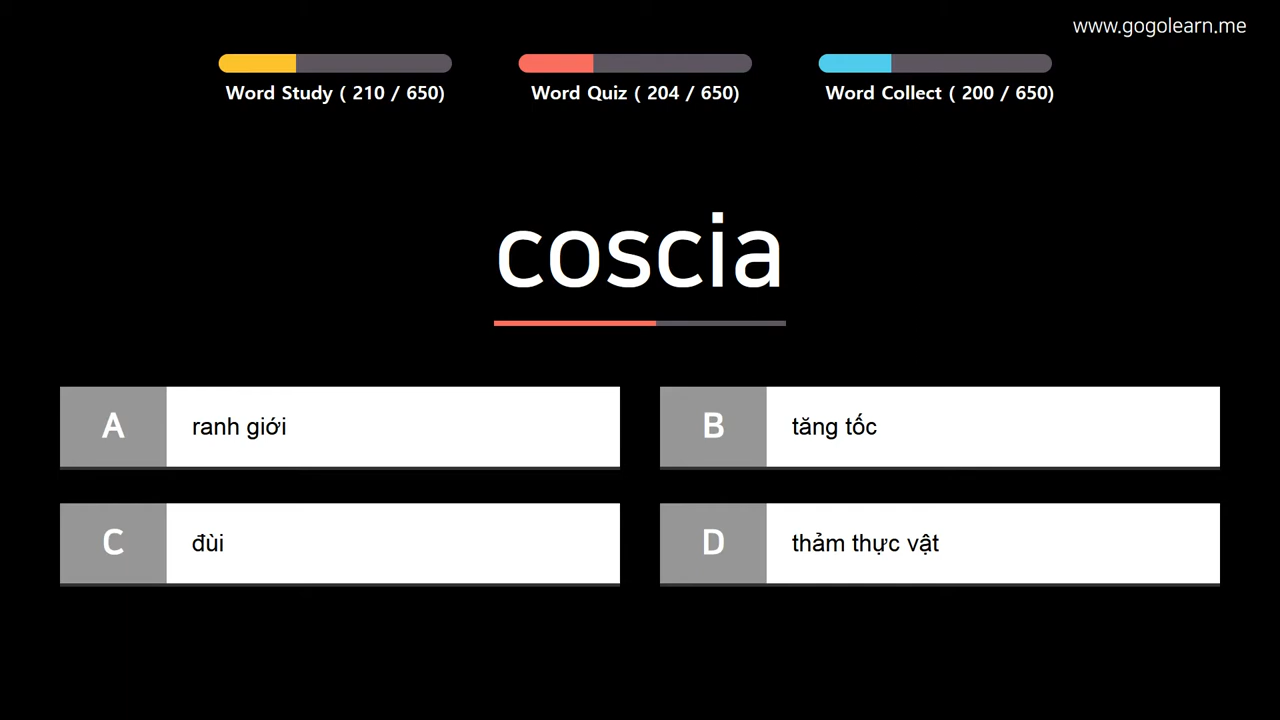 www.gogolearn.me
Word Study ( 210 / 650)
Word Quiz ( 204 / 650)
Word Collect ( 200 / 650)
coscia
A ranh giới
B tăng tốc
C đùi
D thảm thực vật